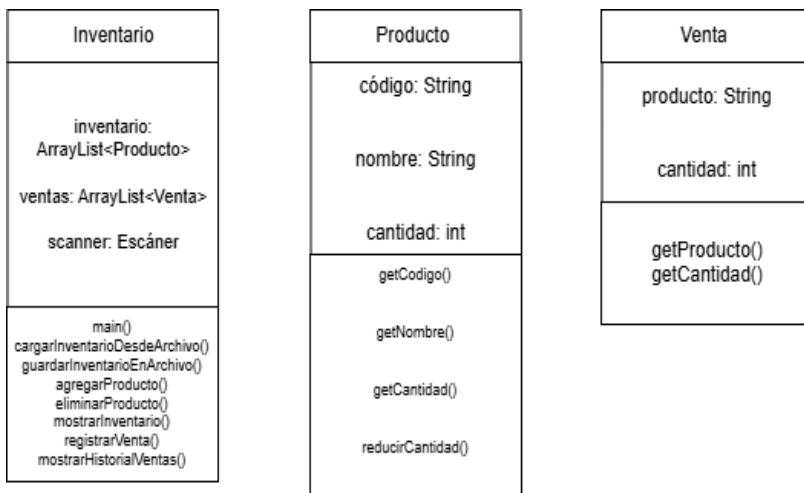 Inventario
inventario:
ArrayList<Producto>
ventas: ArrayList<Venta>
scanner: Escáner
main()
cargarInventarioDesdeArchivo()
guardarInventarioEnArchivo()
agregarProducto()
eliminarProducto()
mostrarInventario()
registrarVenta()
mostrarHistorialVentas()
Producto
código: String
nombre: String
cantidad: int
getCodigo()
getNombre()
getCantidad()
reducirCantidad()
Venta
producto: String
cantidad: int
getProducto()
getCantidad()